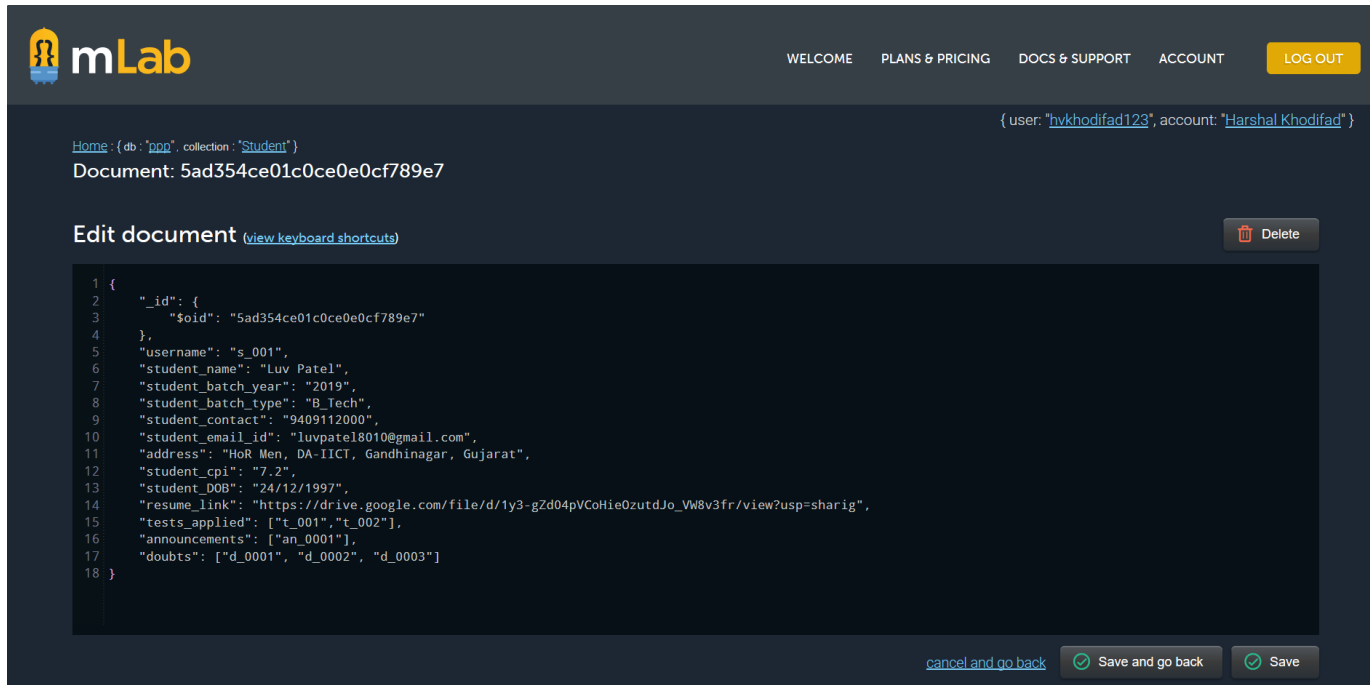 mLab
WELCOME PLANS & PRICING DOCS & SUPPORT ACCOUNT LOG OUT
{ user: "hvkhodifad123", account: "Harshal Khodifad" }
Home : { db : "ppp", collection : "Student" }
Document: 5ad354ce01c0ce0e0cf789e7
Edit document (view keyboard shortcuts) Delete
1 {
2 "_id": {
3 "$oid": "5ad354ce01c0ce0e0cf789e7"
4 },
5 "username": "s_001",
6 "student_name": "Luv Patel",
7 "student_batch_year": "2019",
8 "student_batch_type": "B_Tech",
9 "student_contact": "9409112000",
10 "student_email_id": "luvpatel8010@gmail.com",
11 "address": "HoR Men, DA-IICT, Gandhinagar, Gujarat",
12 "student_cpi": "7.2",
13 "student_DOB": "24/12/1997",
14 "resume_link": "https://drive.google.com/file/d/1y3-gZdO4pVCoHieOzutdJo_VW8v3fr/view?usp=sharig",
15 "tests_applied": ["t_001","t_002"],
16 "announcements": ["an_0001"],
17 "doubts": ["d_0001", "d_0002", "d_0003"]
18 }
cancel and go back Save and go back Save